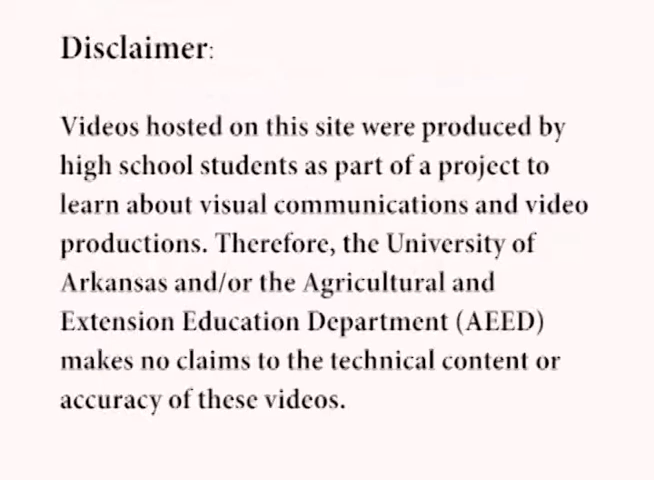 Disclaimer:
Videos hosted on this site were produced by
high school students as part of a project to
learn about visual communications and video
productions. Therefore, the University of
Arkansas and/or the Agricultural and
Extension Education Department (AEED)
makes no claims to the technical content or
accuracy of these videos.